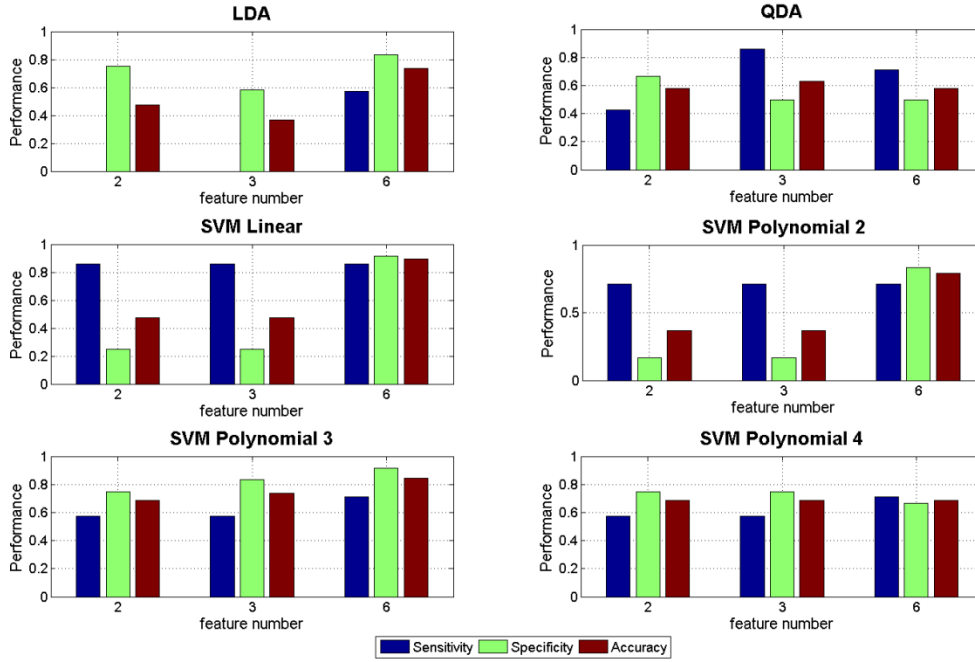 LDA
Performance
1
0.8
0.6
0.4
0.2
0
2 3 6
feature number
QDA
Performance
1
0.8
0.6
0.4
0.2
0
2 3 6
feature number
SVM Linear
Performance
1
0.8
0.6
0.4
0.2
0
2 3 6
feature number
SVM Polynomial 2
Performance
1
0.5
0
2 3 6
feature number
SVM Polynomial 3
Performance
1
0.8
0.6
0.4
0.2
0
2 3 6
feature number
SVM Polynomial 4
Performance
1
0.8
0.6
0.4
0.2
0
2 3 6
feature number
Sensitivity Specificity Accuracy